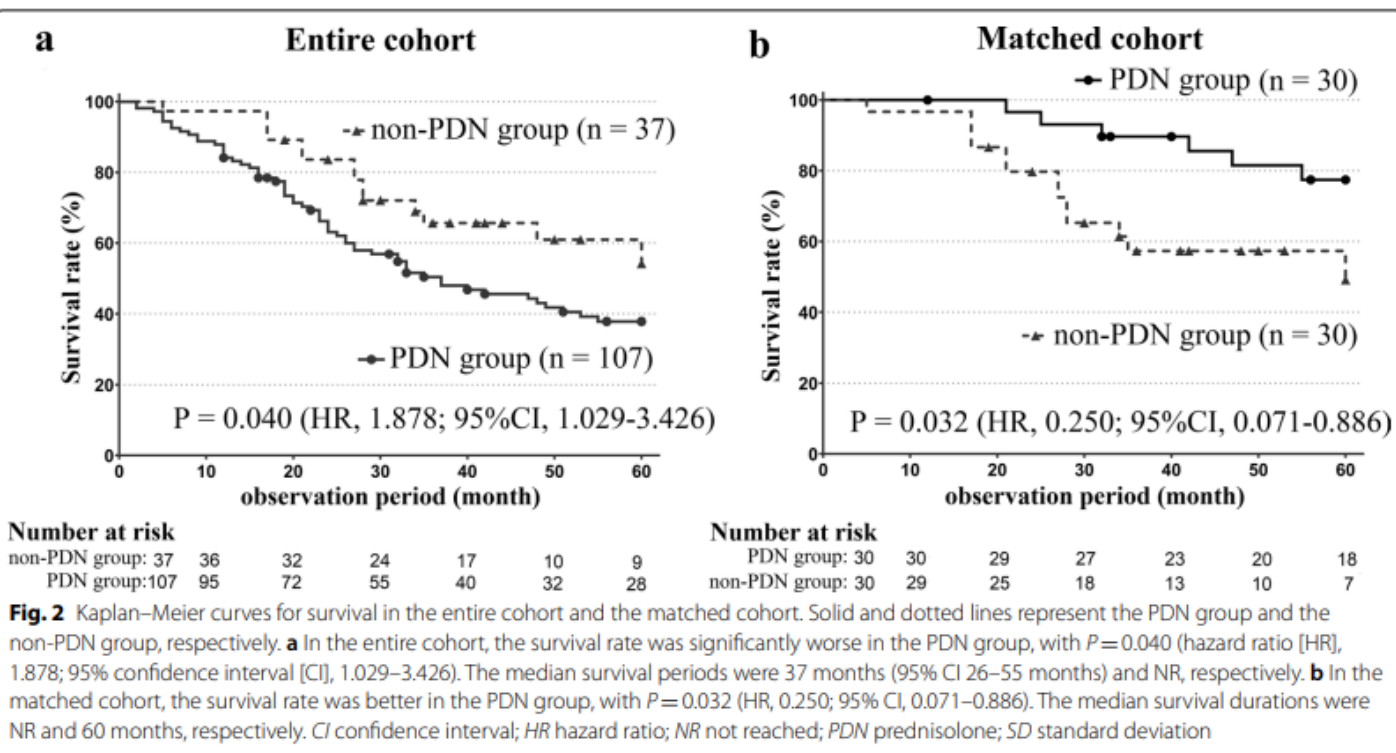 a Entire cohort
Survival rate (%)
100
80
60
40
20
0
non-PDN group (n = 37)
PDN group (n = 107)
P = 0.040 (HR, 1.878; 95%CI, 1.029-3.426)
0 10 20 30 40 50 60
observation period (month)
Number at risk
non-PDN group: 37 36 32 24 17 10 9
PDN group:107 95 72 55 40 32 28
b Matched cohort
Survival rate (%)
100
80
60
40
20
0
PDN group (n = 30)
non-PDN group (n = 30)
P = 0.032 (HR, 0.250; 95%CI, 0.071-0.886)
0 10 20 30 40 50 60
observation period (month)
Number at risk
PDN group: 30 30 29 27 23 20 18
non-PDN group: 30 29 25 18 13 10 7
Fig. 2 Kaplan–Meier curves for survival in the entire cohort and the matched cohort. Solid and dotted lines represent the PDN group and the
non-PDN group, respectively. a In the entire cohort, the survival rate was significantly worse in the PDN group, with P = 0.040 (hazard ratio [HR],
1.878; 95% confidence interval [CI], 1.029–3.426). The median survival periods were 37 months (95% CI 26–55 months) and NR, respectively. b In the
matched cohort, the survival rate was better in the PDN group, with P = 0.032 (HR, 0.250; 95% CI, 0.071–0.886). The median survival durations were
NR and 60 months, respectively. CI confidence interval; HR hazard ratio; NR not reached; PDN prednisolone; SD standard deviation